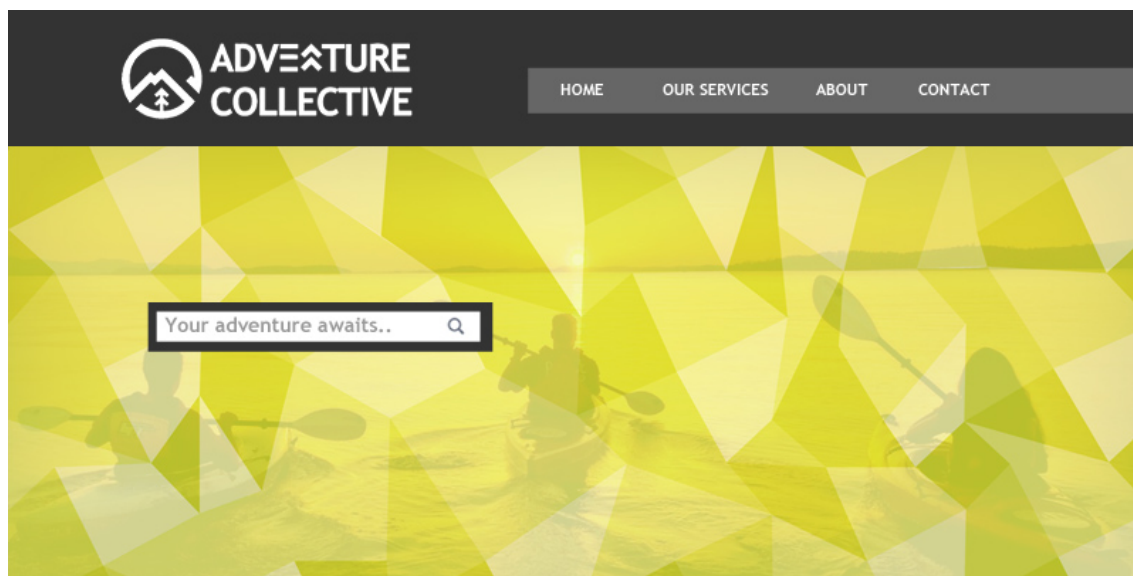 ADVENTURE
COLLECTIVE
HOME OUR SERVICES ABOUT CONTACT
Your adventure awaits..